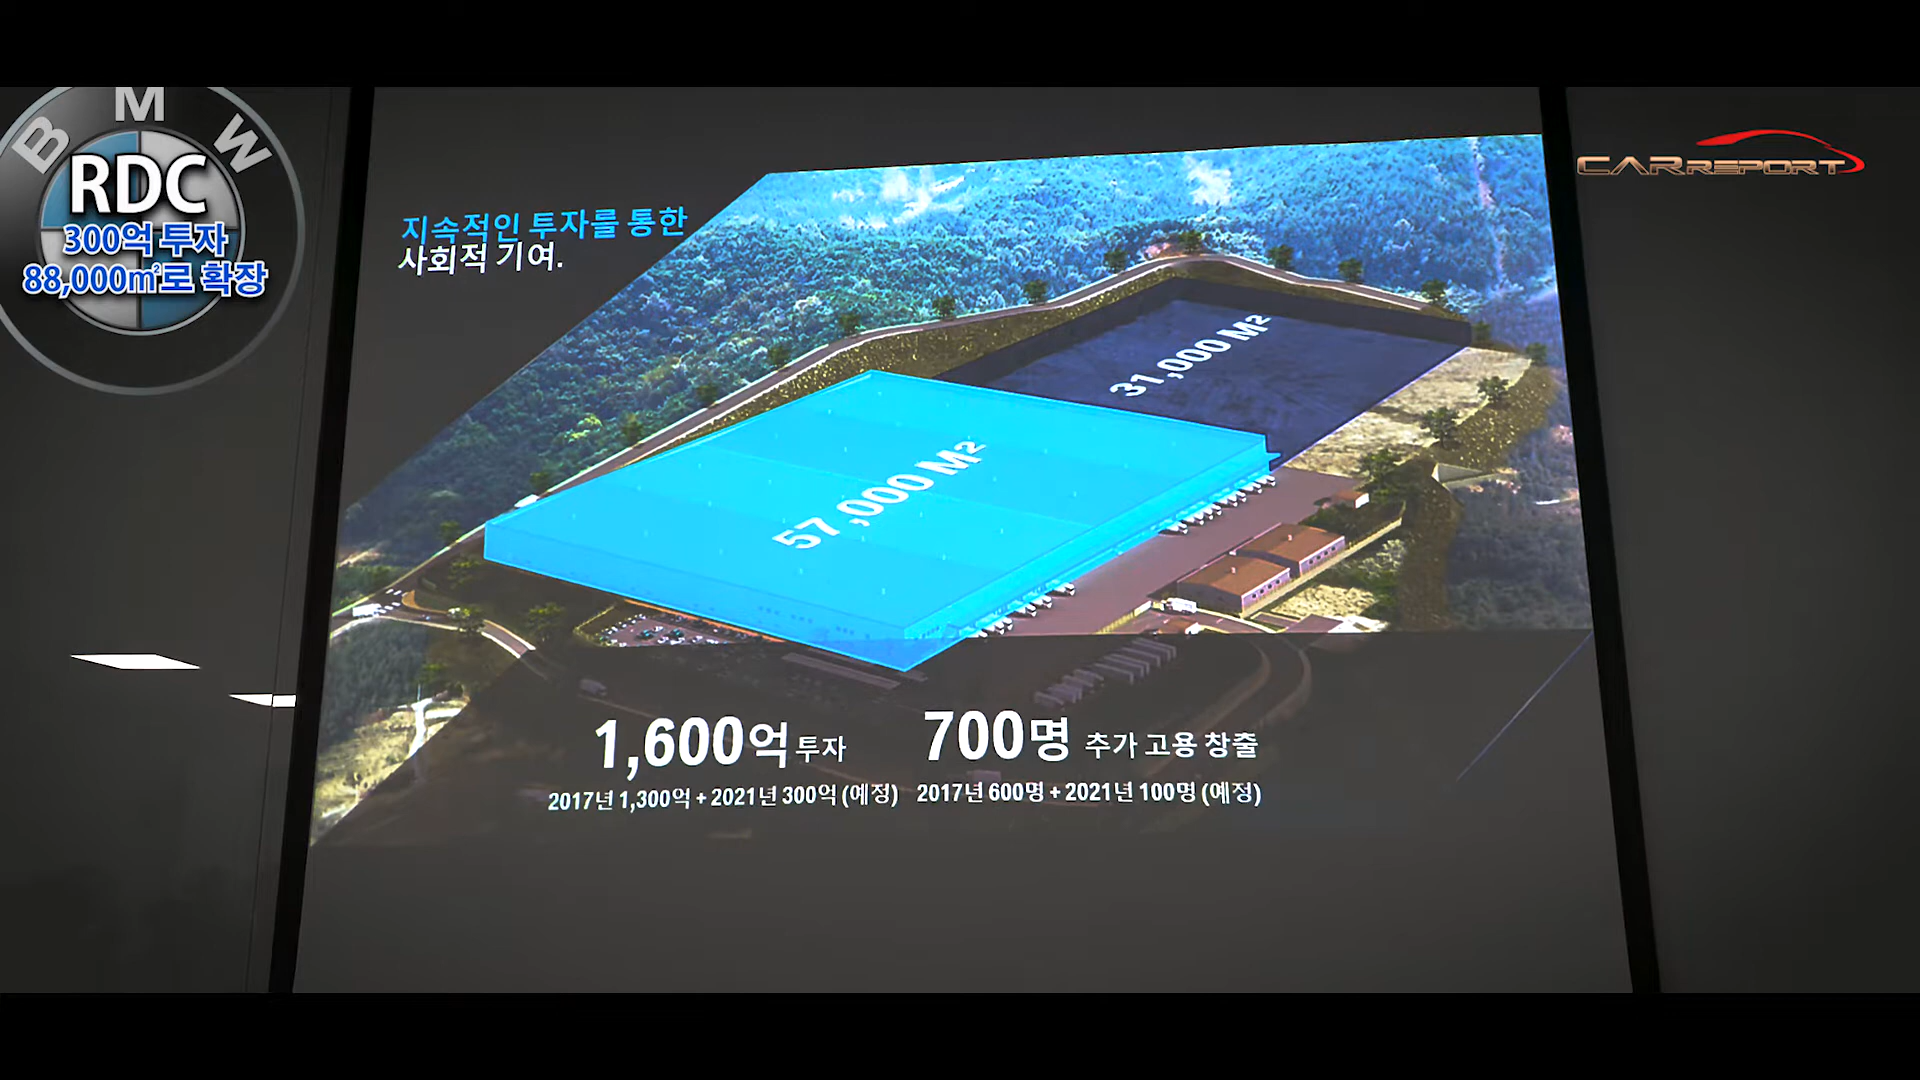 BMW
RDC
300억 투자
88,000㎡로 확장
CARREPORT
지속적인 투자를 통한
사회적 기여.
31,000 M²
57,000 M²
1,600억 투자
700명 추가 고용 창출
2017년 1,300억 + 2021년 300억 (예정)
2017년 600명 + 2021년 100명 (예정)